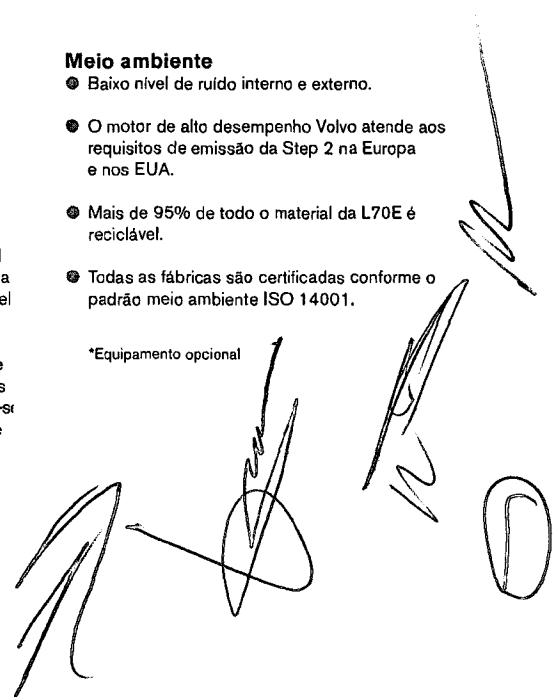 Meio ambiente
● Baixo nível de ruído interno e externo.
● O motor de alto desempenho Volvo atende aos
requisitos de emissão da Step 2 na Europa
e nos EUA.
● Mais de 95% de todo o material da L70E é
reciclável.
● Todas as fábricas são certificadas conforme o
padrão meio ambiente ISO 14001.
*Equipamento opcional